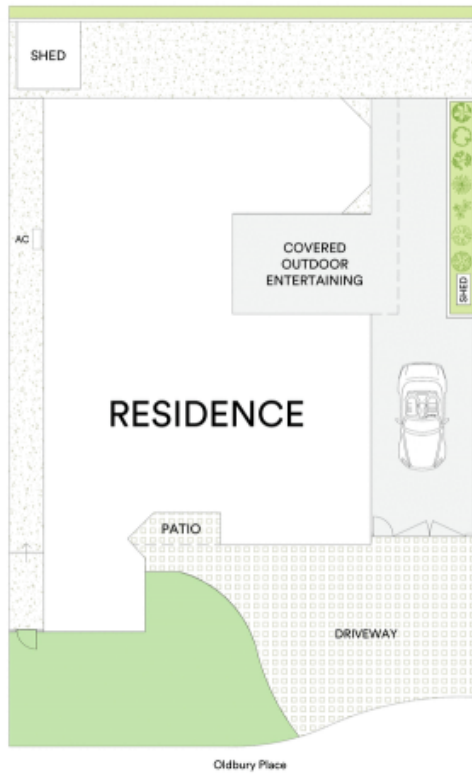 SHED
AC
COVERED
OUTDOOR
ENTERTAINING
SHED
RESIDENCE
PATIO
DRIVEWAY
Oldbury Place